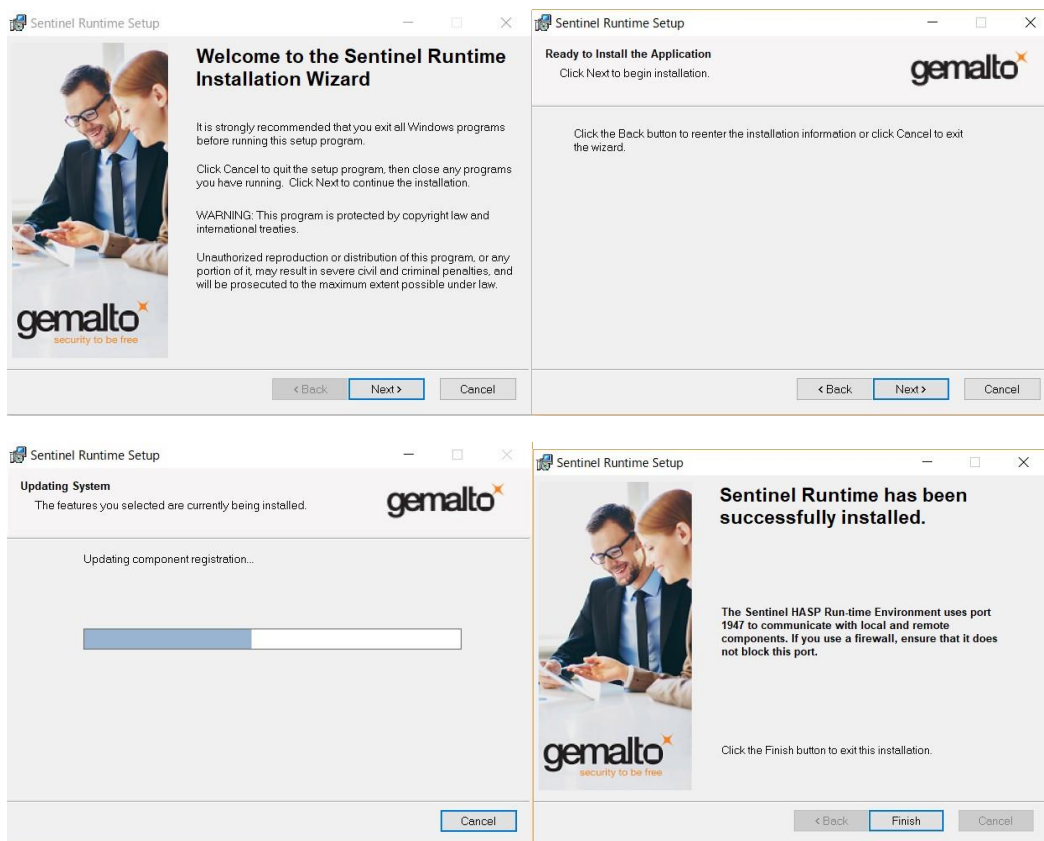 Sentinel Runtime Setup
Welcome to the Sentinel Runtime
Installation Wizard
It is strongly recommended that you exit all Windows programs
before running this setup program.
Click Cancel to quit the setup program, then close any programs
you have running. Click Next to continue the installation.
WARNING: This program is protected by copyright law and
international treaties.
Unauthorized reproduction or distribution of this program, or any
portion of it, may result in severe civil and criminal penalties, and
will be prosecuted to the maximum extent possible under law.
gemalto
security to be free
< Back
Next >
Cancel
Sentinel Runtime Setup
Ready to Install the Application
Click Next to begin installation.
gemalto
Click the Back button to reenter the installation information or click Cancel to exit
the wizard.
< Back
Next >
Cancel
Sentinel Runtime Setup
Updating System
The features you selected are currently being installed.
gemalto
Updating component registration...
Cancel
Sentinel Runtime Setup
Sentinel Runtime has been
successfully installed.
The Sentinel HASP Run-time Environment uses port
1947 to communicate with local and remote
components. If you use a firewall, ensure that it does
not block this port.
gemalto
security to be free
Click the Finish button to exit this installation.
< Back
Finish
Cancel